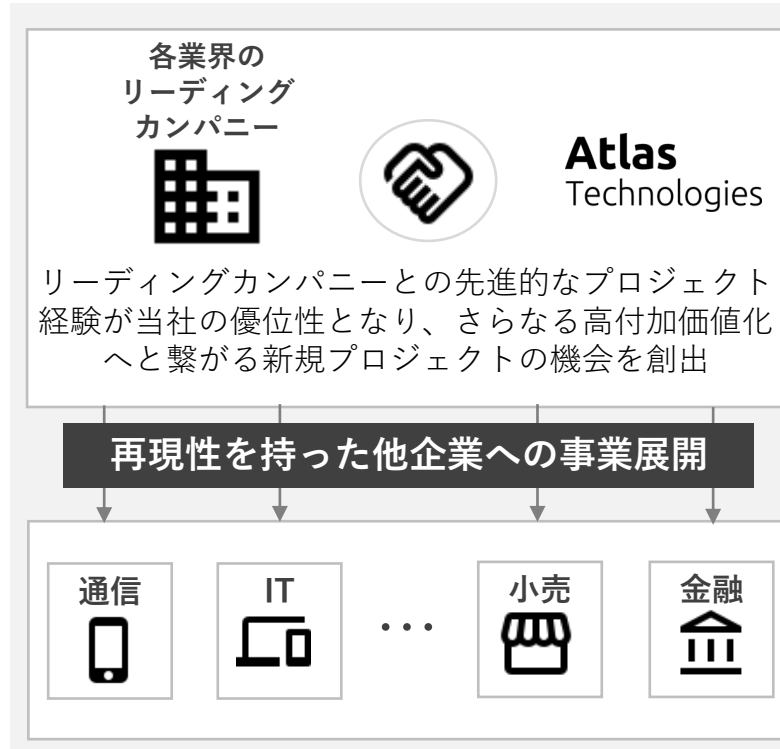 各業界の
リーディング
カンパニー
Atlas
Technologies
リーディングカンパニーとの先進的なプロジェクト
経験が当社の優位性となり、さらなる高付加価値化
へと繋がる新規プロジェクトの機会を創出
再現性を持った他企業への事業展開
通信
IT
・・・
小売
金融